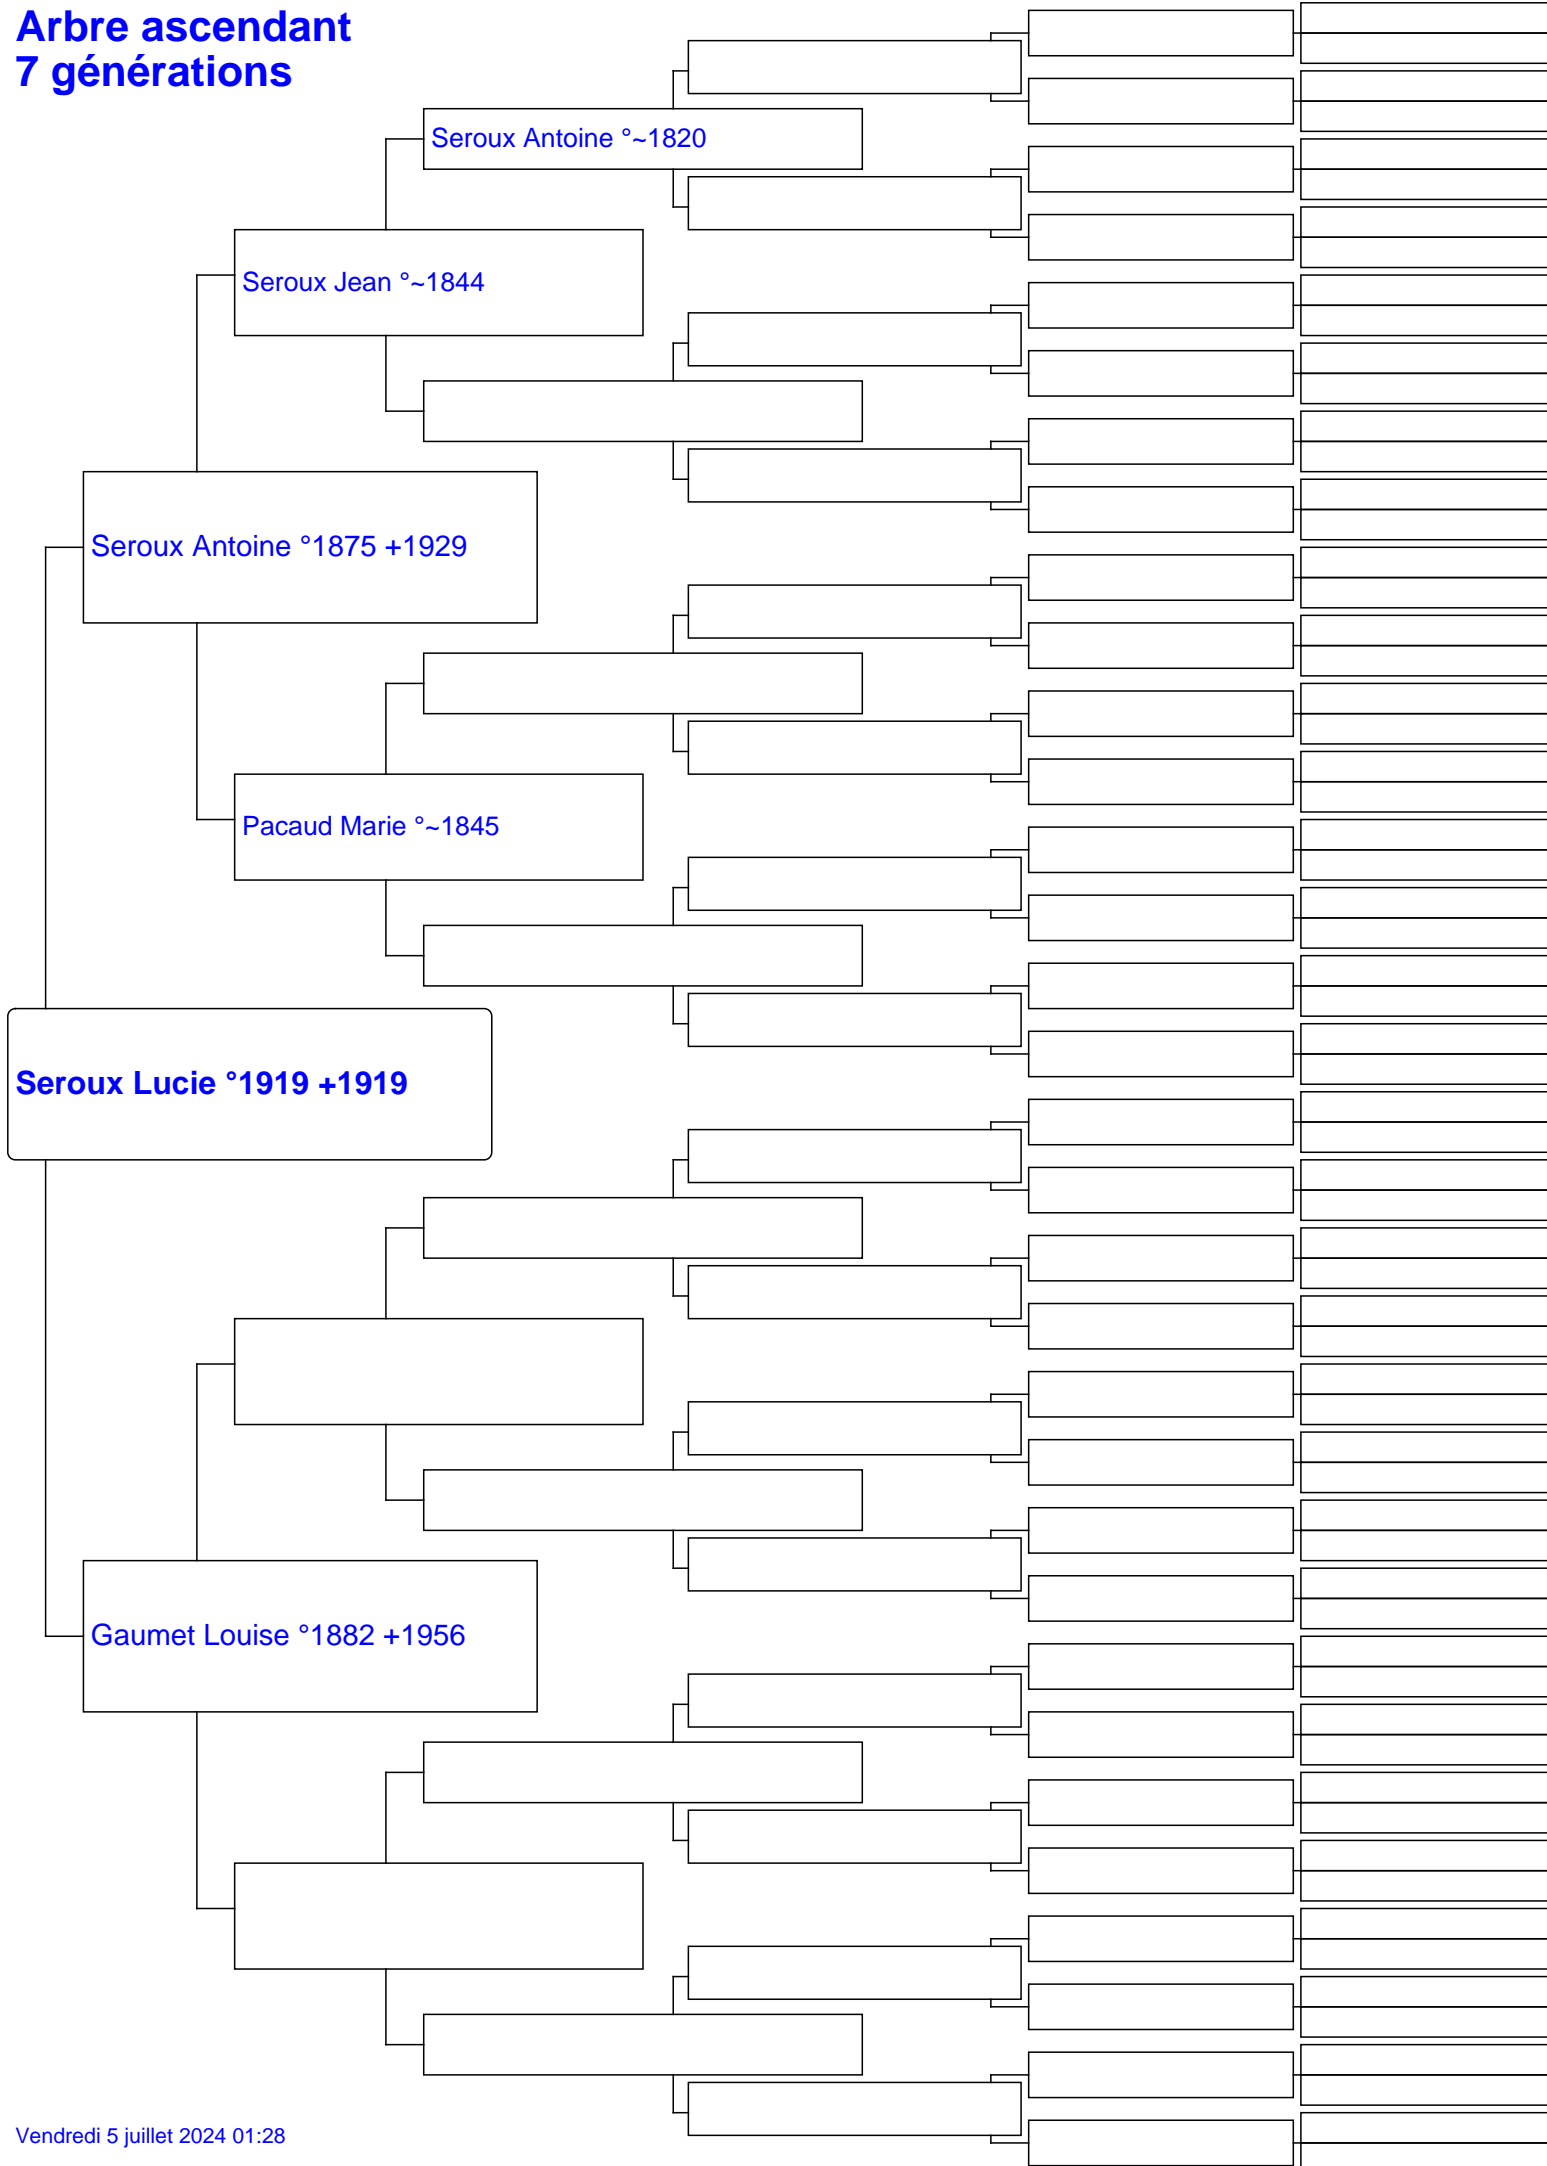 Arbre ascendant
7 générations
Seroux Antoine °~1820
Seroux Jean °~1844
Seroux Antoine °1875 +1929
Pacaud Marie °~1845
Seroux Lucie °1919 +1919
Gaumet Louise °1882 +1956
Vendredi 5 juillet 2024 01:28